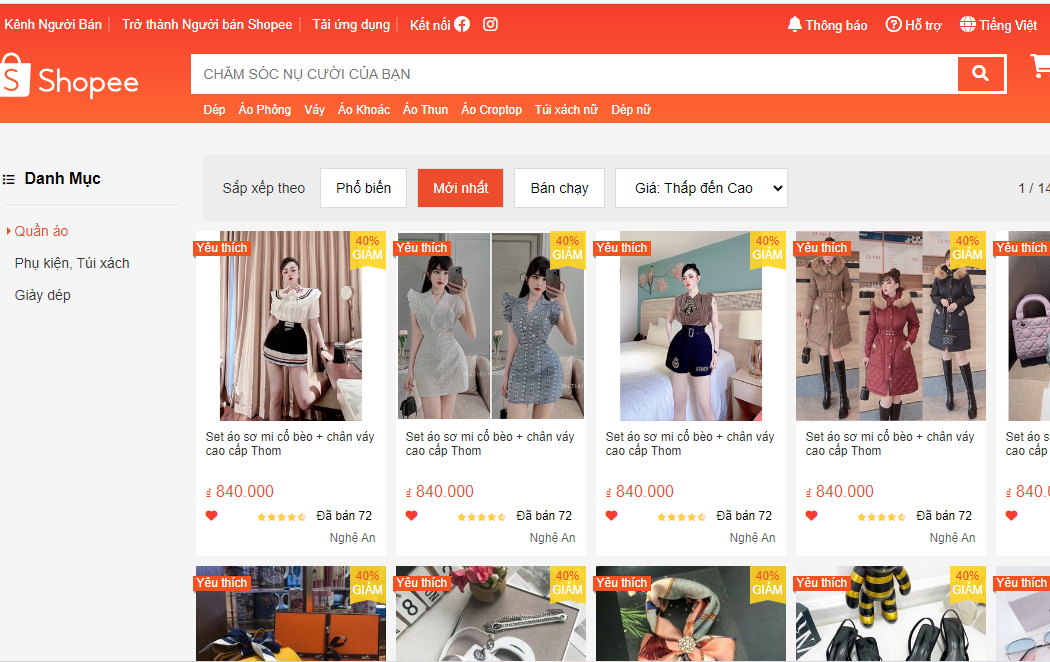 Kênh Người Bán
Trở thành Người bán Shopee
Tải ứng dụng
Kết nối
Thông báo
Hỗ trợ
Tiếng Việt
Shopee
CHĂM SÓC NỤ CƯỜI CỦA BẠN
Dép Áo Phông Váy Áo Khoác Áo Thun Áo Croptop Túi xách nữ Dép nữ
Danh Mục
Quần áo
Phụ kiện, Túi xách
Giày dép
Sắp xếp theo
Phổ biến
Mới nhất
Bán chạy
Giá: Thấp đến Cao
1 / 14
Yêu thích
40%
GIẢM
Set áo sơ mi cổ bèo + chân váy
cao cấp Thom
₫ 840.000
Đã bán 72
Nghệ An
Yêu thích
40%
GIẢM
Set áo sơ mi cổ bèo + chân váy
cao cấp Thom
₫ 840.000
Đã bán 72
Nghệ An
Yêu thích
40%
GIẢM
FENDI
Set áo sơ mi cổ bèo + chân váy
cao cấp Thom
₫ 840.000
Đã bán 72
Nghệ An
Yêu thích
40%
GIẢM
Set áo sơ mi cổ bèo + chân váy
cao cấp Thom
₫ 840.000
Đã bán 72
Nghệ An
Yêu thích
Set áo s
cao cấp
₫ 840.
Yêu thích
40%
GIẢM
Yêu thích
40%
GIẢM
8
Yêu thích
40%
GIẢM
Yêu thích
40%
GIẢM
Yêu thích